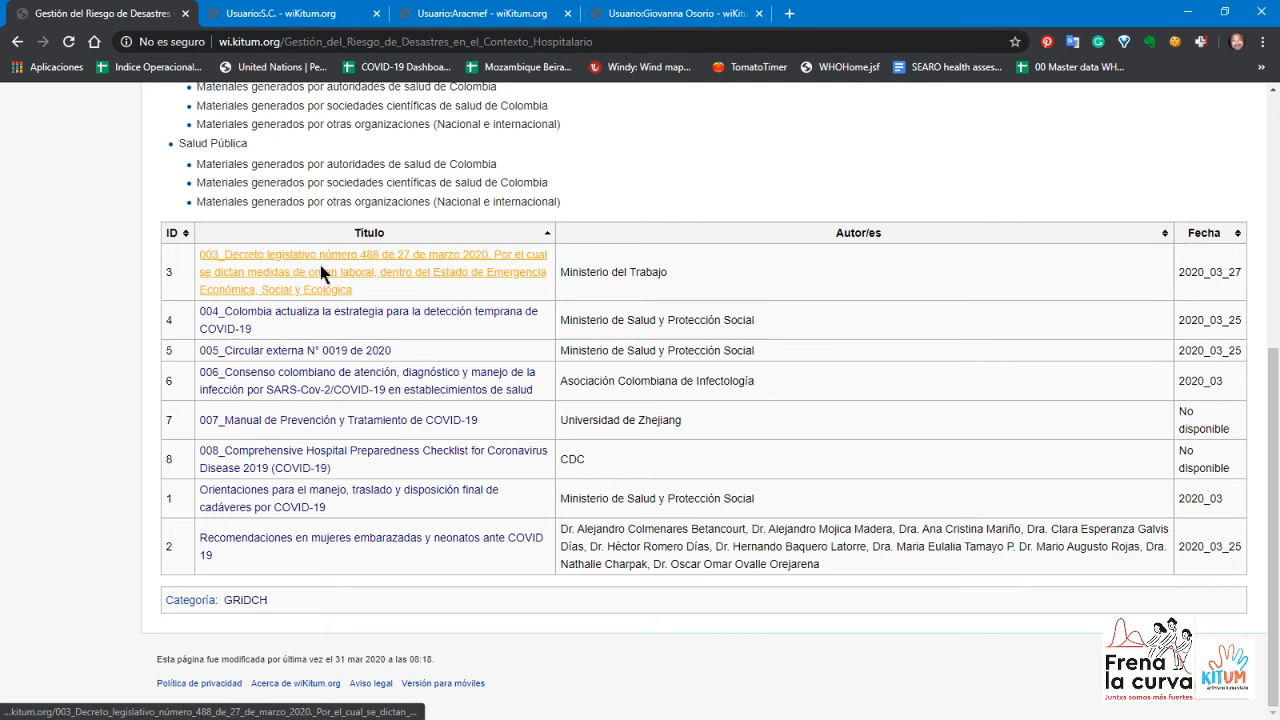 Gestión del Riesgo de Desastres
Usuario:S.C. - wiKitum.org
Usuario:Aracmef - wiKitum.org
Usuario:Giovanna Osorio - wiKitu
No es seguro
wi.kitum.org/Gestión_del_Riesgo_de_Desastres_en_el_Contexto_Hospitalario
Aplicaciones
Indice Operacional...
United Nations | Pe...
COVID-19 Dashboa...
Mozambique Beira...
Windy: Wind map...
TomatoTimer
WHOHome.jsf
SEARO health asses...
00 Master data WH...
»
Materiales generados por autoridades de salud de Colombia
Materiales generados por sociedades científicas de salud de Colombia
Materiales generados por otras organizaciones (Nacional e internacional)
Salud Pública
Materiales generados por autoridades de salud de Colombia
Materiales generados por sociedades científicas de salud de Colombia
Materiales generados por otras organizaciones (Nacional e internacional)
ID Título Autor/es Fecha
003_Decreto legislativo número 488 de 27 de marzo 2020. Por el cual
3 se dictan medidas de orden laboral, dentro del Estado de Emergencia Ministerio del Trabajo 2020_03_27
Económica, Social y Ecológica
004_Colombia actualiza la estrategia para la detección temprana de
4 COVID-19 Ministerio de Salud y Protección Social 2020_03_25
5 005_Circular externa N° 0019 de 2020 Ministerio de Salud y Protección Social 2020_03_25
006_Consenso colombiano de atención, diagnóstico y manejo de la
6 infección por SARS-Cov-2/COVID-19 en establecimientos de salud Asociación Colombiana de Infectología 2020_03
7 007_Manual de Prevención y Tratamiento de COVID-19 Universidad de Zhejiang No
disponible
008_Comprehensive Hospital Preparedness Checklist for Coronavirus No
8 Disease 2019 (COVID-19) CDC disponible
Orientaciones para el manejo, traslado y disposición final de
1 cadáveres por COVID-19 Ministerio de Salud y Protección Social 2020_03
Dr. Alejandro Colmenares Betancourt, Dr. Alejandro Mojica Madera, Dra. Ana Cristina Mariño, Dra. Clara Esperanza Galvis
2 Recomendaciones en mujeres embarazadas y neonatos ante COVID Días, Dr. Héctor Romero Días, Dr. Hernando Baquero Latorre, Dra. Maria Eulalia Tamayo P. Dr. Mario Augusto Rojas, Dra. 2020_03_25
19 Nathalie Charpak, Dr. Oscar Omar Ovalle Orejarena
Categoría: GRiDCH
Esta página fue modificada por última vez el 31 mar 2020 a las 08:18.
Política de privacidad Acerca de wiKitum.org Aviso legal Versión para móviles
Frena
la curva
Juntxs somos más fuertes
KITUM
...kitum.org/003_Decreto_legislativo_número_488_de_27_de_marzo_2020._Por_el_cual_se_dictan_...